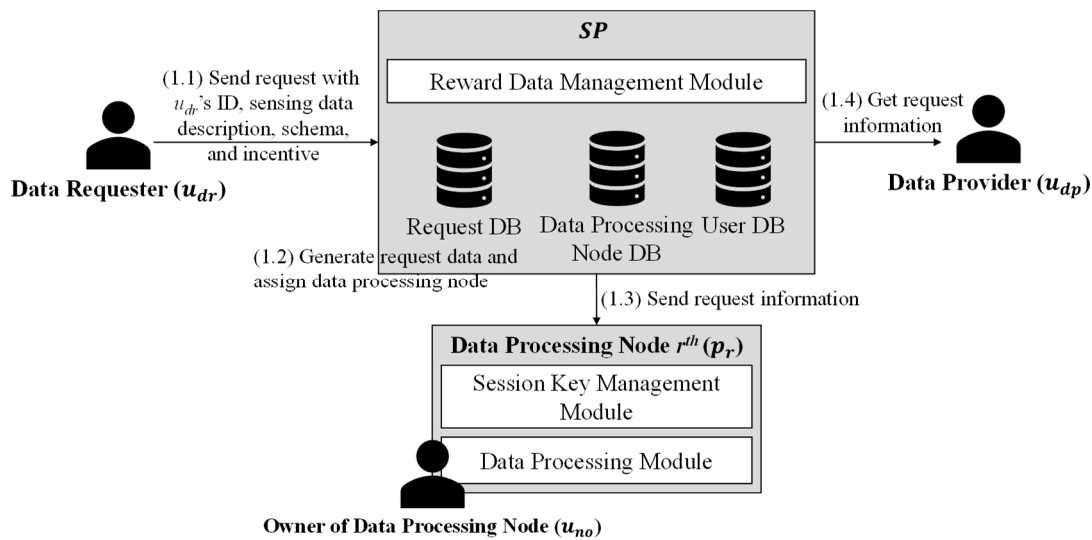 SP
Reward Data Management Module
(1.1) Send request with
u_dr's ID, sensing data
description, schema,
and incentive
Data Requester (u_dr)
(1.4) Get request
information
Data Provider (u_dp)
Request DB
Data Processing
Node DB
User DB
(1.2) Generate request data and
assign data processing node
(1.3) Send request information
Data Processing Node r^th (p_r)
Session Key Management
Module
Data Processing Module
Owner of Data Processing Node (u_no)